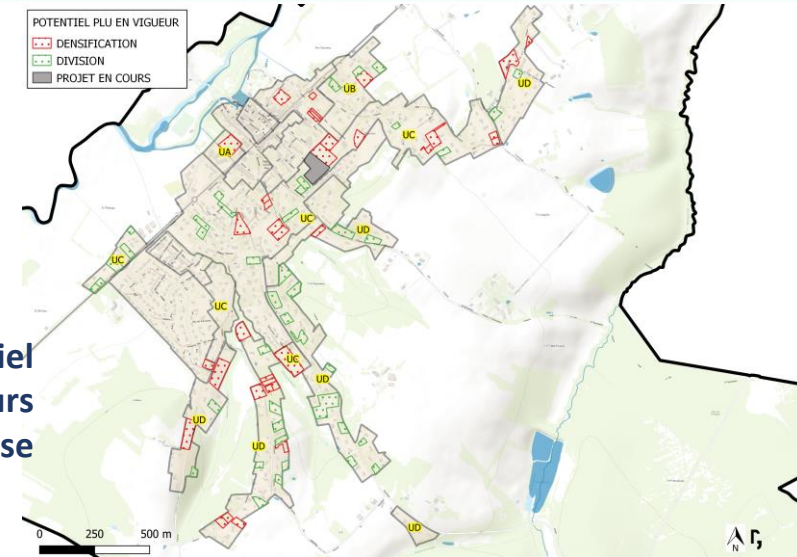 POTENTIEL PLU EN VIGUEUR
DENSIFICATION
DIVISION
PROJET EN COURS
UD
UB
UC
UA
UC
UD
UC
UC
UC
UD
UD
UD
UD
iel
urs
se
0 250 500 m
N
r,